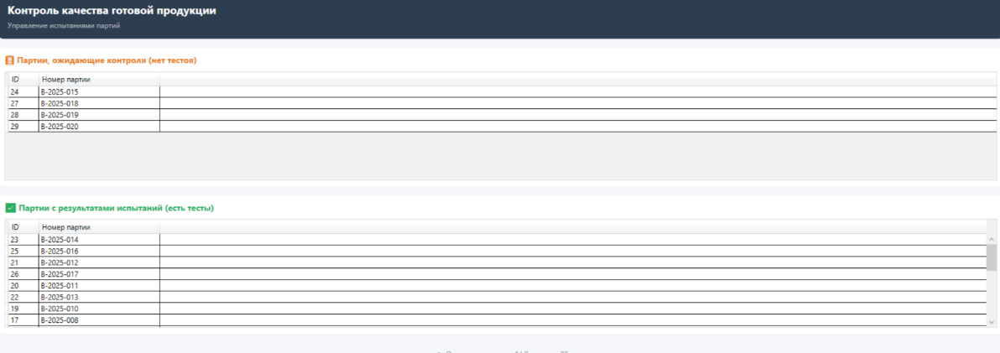 Контроль качества готовой продукции
Управление испытаниями партий
Партии, ожидающие контроля (нет тестов)
ID Номер партии
24 B-2025-015
27 B-2025-018
28 B-2025-019
29 B-2025-020
Партии с результатами испытаний (есть тесты)
ID Номер партии
23 B-2025-014
25 B-2025-016
21 B-2025-012
26 B-2025-017
20 B-2025-011
22 B-2025-013
19 B-2025-010
17 B-2025-008